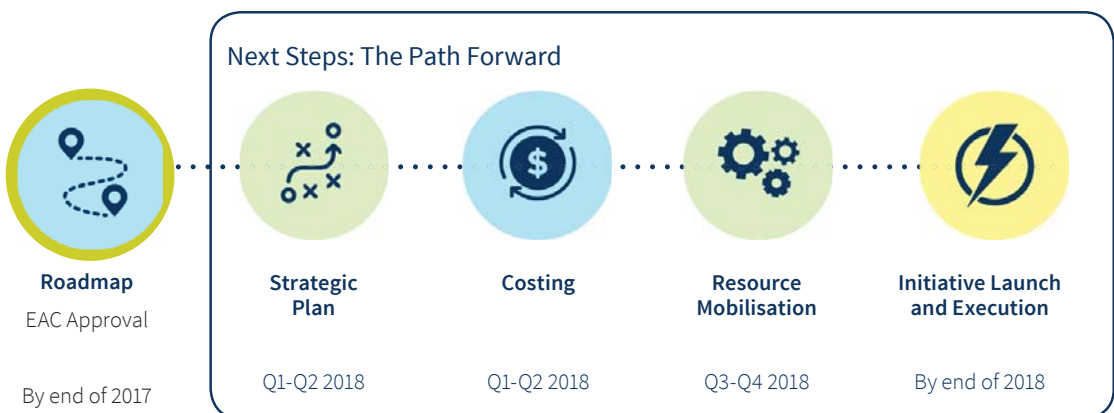 Next Steps: The Path Forward
$
Roadmap
EAC Approval
By end of 2017
Strategic
Plan
Q1-Q2 2018
Costing
Q1-Q2 2018
Resource
Mobilisation
Q3-Q4 2018
Initiative Launch
and Execution
By end of 2018